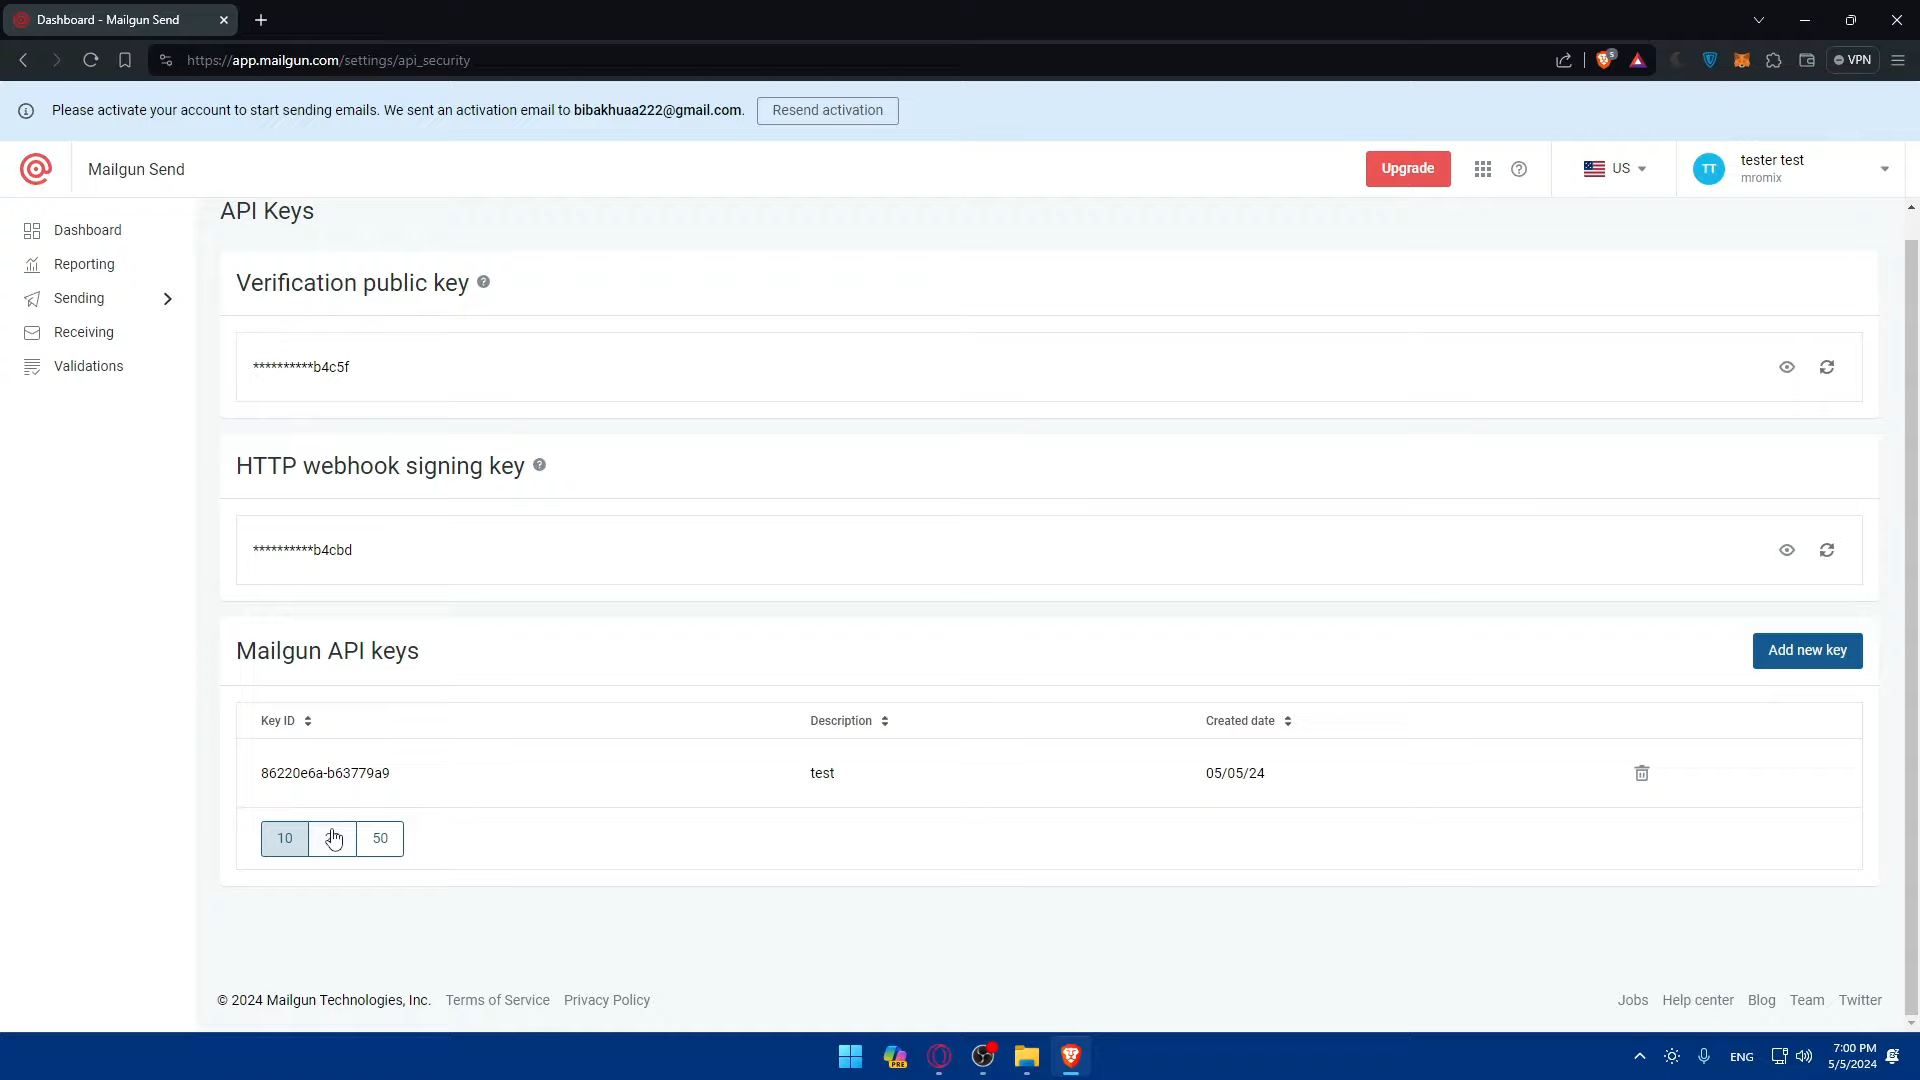 Dashboard - Mailgun Send
https://app.mailgun.com/settings/api_security
5
VPN
Please activate your account to start sending emails. We sent an activation email to bibakhuaa222@gmail.com.
Resend activation
Mailgun Send
Upgrade
US
TT
tester test
mromix
Dashboard
Reporting
Sending
Receiving
Validations
API Keys
Verification public key
**********b4c5f
HTTP webhook signing key
**********b4cbd
Mailgun API keys
Add new key
Key ID
Description
Created date
86220e6a-b63779a9
test
05/05/24
10
50
© 2024 Mailgun Technologies, Inc.
Terms of Service
Privacy Policy
Jobs
Help center
Blog
Team
Twitter
PRE
ENG
7:00 PM
5/5/2024